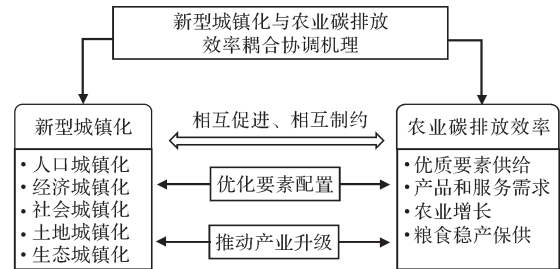 新型城镇化与农业碳排放
效率耦合协调机理
新型城镇化
相互促进、相互制约
农业碳排放效率
·人口城镇化
·经济城镇化
·社会城镇化
·土地城镇化
·生态城镇化
优化要素配置
推动产业升级
·优质要素供给
·产品和服务需求
·农业增长
·粮食稳产保供